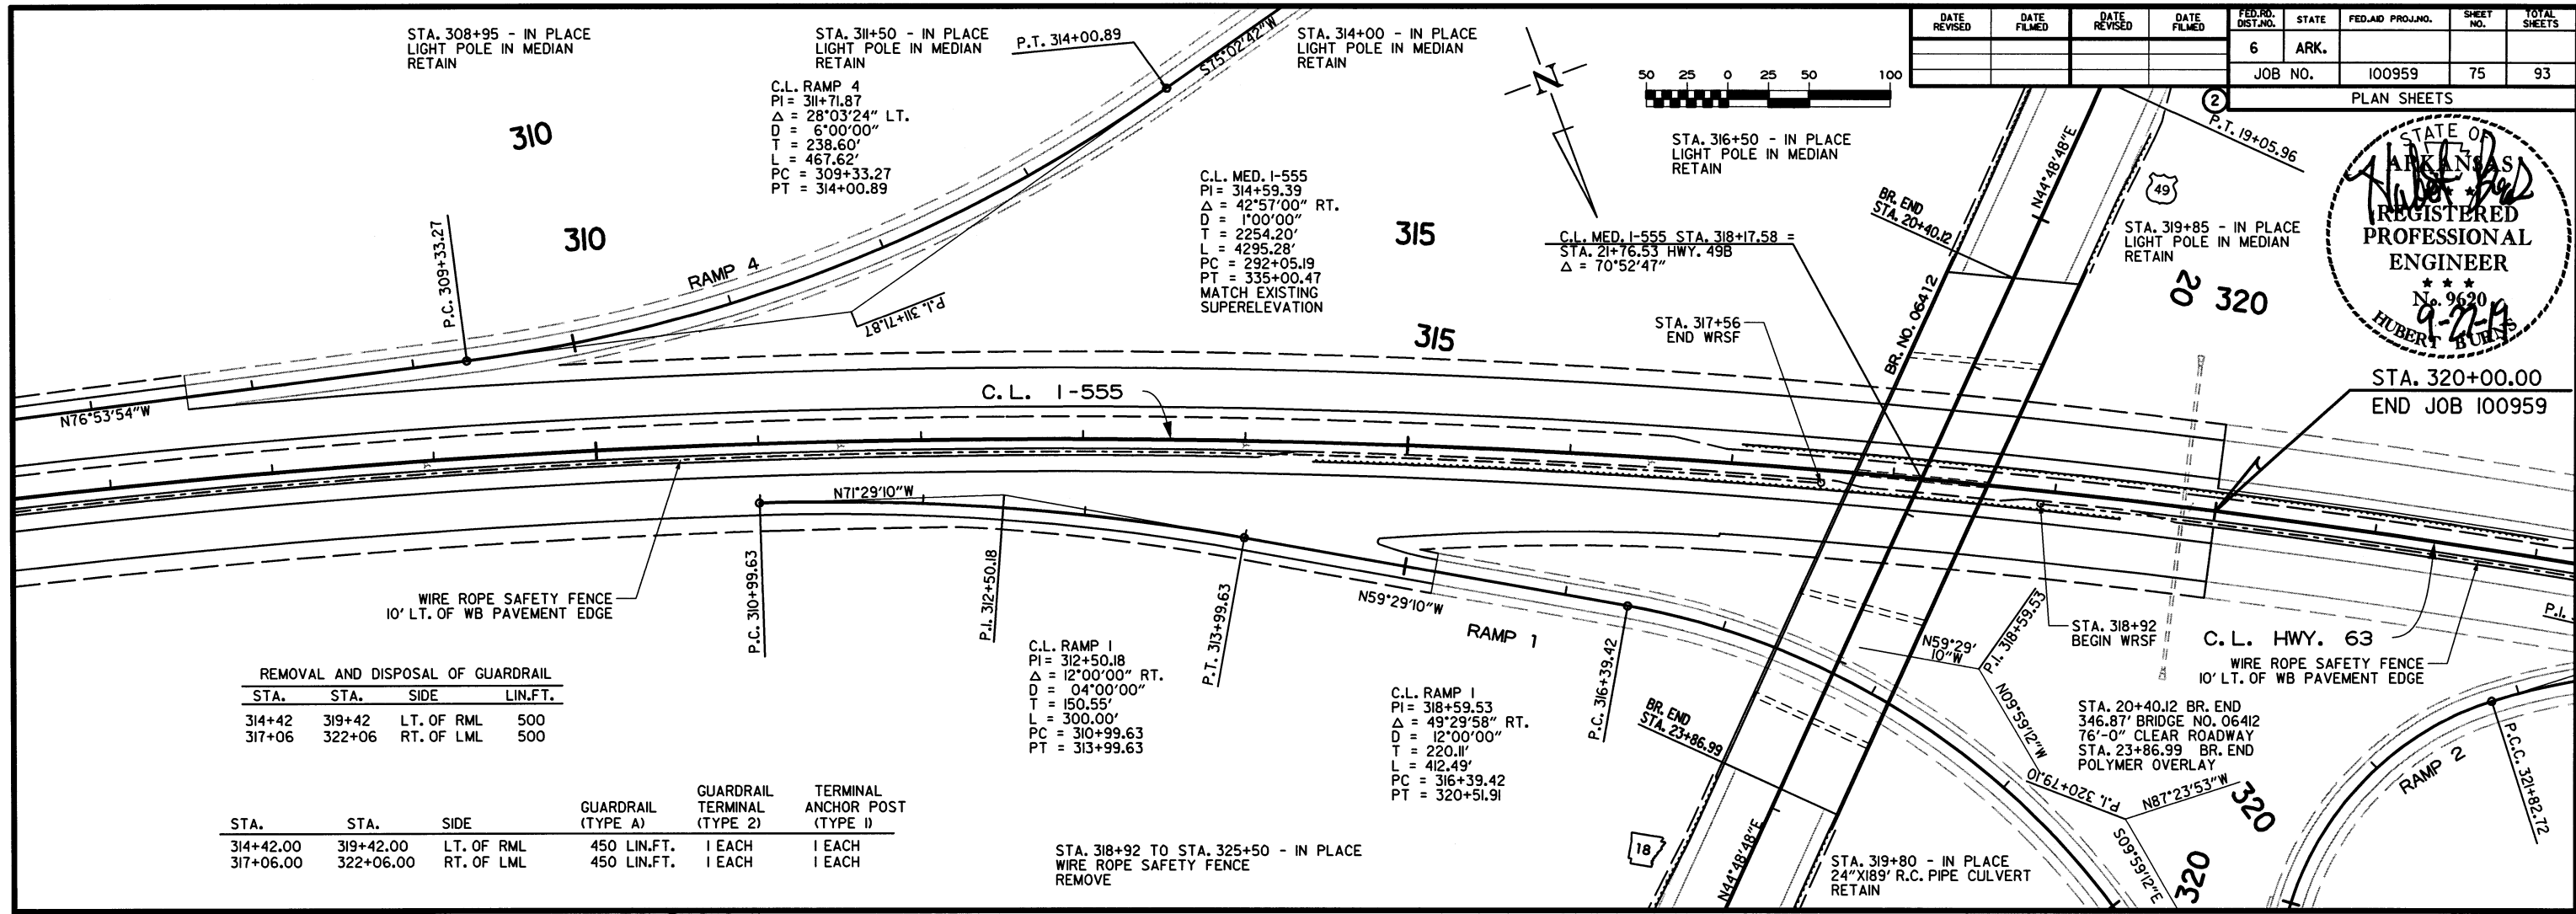 STA. 308+95 - IN PLACE
LIGHT POLE IN MEDIAN
RETAIN
STA. 311+50 - IN PLACE
LIGHT POLE IN MEDIAN
RETAIN
P.T. 314+00.89
S75°02'42"W
STA. 314+00 - IN PLACE
LIGHT POLE IN MEDIAN
RETAIN
DATE REVISED
DATE FILMED
DATE REVISED
DATE FILMED
FED.RD. DIST.NO.
STATE
FED.AID PROJ.NO.
SHEET NO.
TOTAL SHEETS
6 ARK.
JOB NO. 100959 75 93
2 PLAN SHEETS
N
50 25 0 25 50 100
C.L. RAMP 4
PI = 311+71.87
Δ = 28°03'24" LT.
D = 6°00'00"
T = 238.60'
L = 467.62'
PC = 309+33.27
PT = 314+00.89
310
310
STA. 316+50 - IN PLACE
LIGHT POLE IN MEDIAN
RETAIN
P.T. 19+05.96
N44°48'48"E
49
STATE OF
ARKANSAS
★ ★
REGISTERED
PROFESSIONAL
ENGINEER
★ ★ ★
No. 9620
9-27-19
HUBERT BURNS
C.L. MED. I-555
PI = 314+59.39
Δ = 42°57'00" RT.
D = 1°00'00"
T = 2254.20'
L = 4295.28'
PC = 292+05.19
PT = 335+00.47
MATCH EXISTING
SUPERELEVATION
315
315
C.L. MED. I-555 STA. 318+17.58 =
STA. 21+76.53 HWY. 49B
Δ = 70°52'47"
BR. END
STA. 20+40.12
STA. 319+85 - IN PLACE
LIGHT POLE IN MEDIAN
RETAIN
20
320
P.C. 309+33.27
RAMP 4
P.I. 311+71.87
BR. NO. 06412
STA. 317+56
END WRSF
STA. 320+00.00
END JOB 100959
N76°53'54"W
C.L. I-555
N71°29'10"W
WIRE ROPE SAFETY FENCE
10' LT. OF WB PAVEMENT EDGE
P.C. 310+99.63
P.I. 312+50.18
P.T. 313+99.63
N59°29'10"W
RAMP 1
P.C. 316+39.42
N59°29'
10"W
P.I. 318+59.53
STA. 318+92
BEGIN WRSF
C.L. HWY. 63
WIRE ROPE SAFETY FENCE
10' LT. OF WB PAVEMENT EDGE
P.I.
REMOVAL AND DISPOSAL OF GUARDRAIL
STA. STA. SIDE LIN.FT.
314+42 319+42 LT. OF RML 500
317+06 322+06 RT. OF LML 500
C.L. RAMP 1
PI = 312+50.18
Δ = 12°00'00" RT.
D = 04°00'00"
T = 150.55'
L = 300.00'
PC = 310+99.63
PT = 313+99.63
C.L. RAMP 1
PI = 318+59.53
Δ = 49°29'58" RT.
D = 12°00'00"
T = 220.11'
L = 412.49'
PC = 316+39.42
PT = 320+51.91
BR. END
STA. 23+86.99
N09°59'12"W
STA. 20+40.12 BR. END
346.87' BRIDGE NO. 06412
76'-0" CLEAR ROADWAY
STA. 23+86.99 BR. END
POLYMER OVERLAY
P.I. 320+79.10
N87°23'53"W
S09°59'12"E
320
320
RAMP 2
P.C.C. 321+82.72
GUARDRAIL TERMINAL
GUARDRAIL TERMINAL ANCHOR POST
STA. STA. SIDE (TYPE A) (TYPE 2) (TYPE 1)
314+42.00 319+42.00 LT. OF RML 450 LIN.FT. 1 EACH 1 EACH
317+06.00 322+06.00 RT. OF LML 450 LIN.FT. 1 EACH 1 EACH
STA. 318+92 TO STA. 325+50 - IN PLACE
WIRE ROPE SAFETY FENCE
REMOVE
18
N44°48'48"E
STA. 319+80 - IN PLACE
24"X189' R.C. PIPE CULVERT
RETAIN